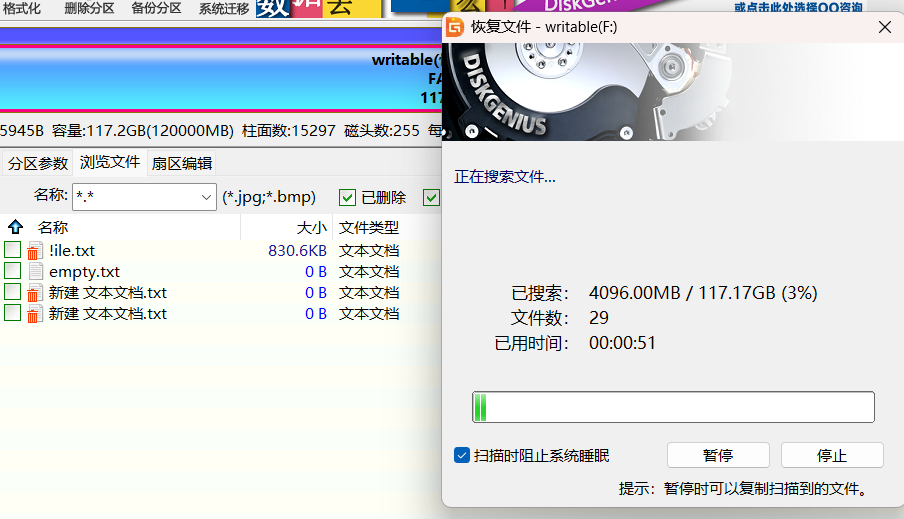 格式化 删除分区 备份分区 系统迁移
DiskGen
或点击此处选择QQ咨询
恢复文件 - writable(F:)
writable(
FA
117
DISKGENIUS
5945B 容量:117.2GB(120000MB) 柱面数:15297 磁头数:255 每
分区参数 浏览文件 扇区编辑
正在搜索文件...
名称: *.* (*.jpg;*.bmp) 已删除
名称 大小 文件类型
!ile.txt 830.6KB 文本文档
empty.txt 0 B 文本文档
新建 文本文档.txt 0 B 文本文档
新建 文本文档.txt 0 B 文本文档
已搜索： 4096.00MB / 117.17GB (3%)
文件数： 29
已用时间： 00:00:51
扫描时阻止系统睡眠 暂停 停止
提示：暂停时可以复制扫描到的文件。